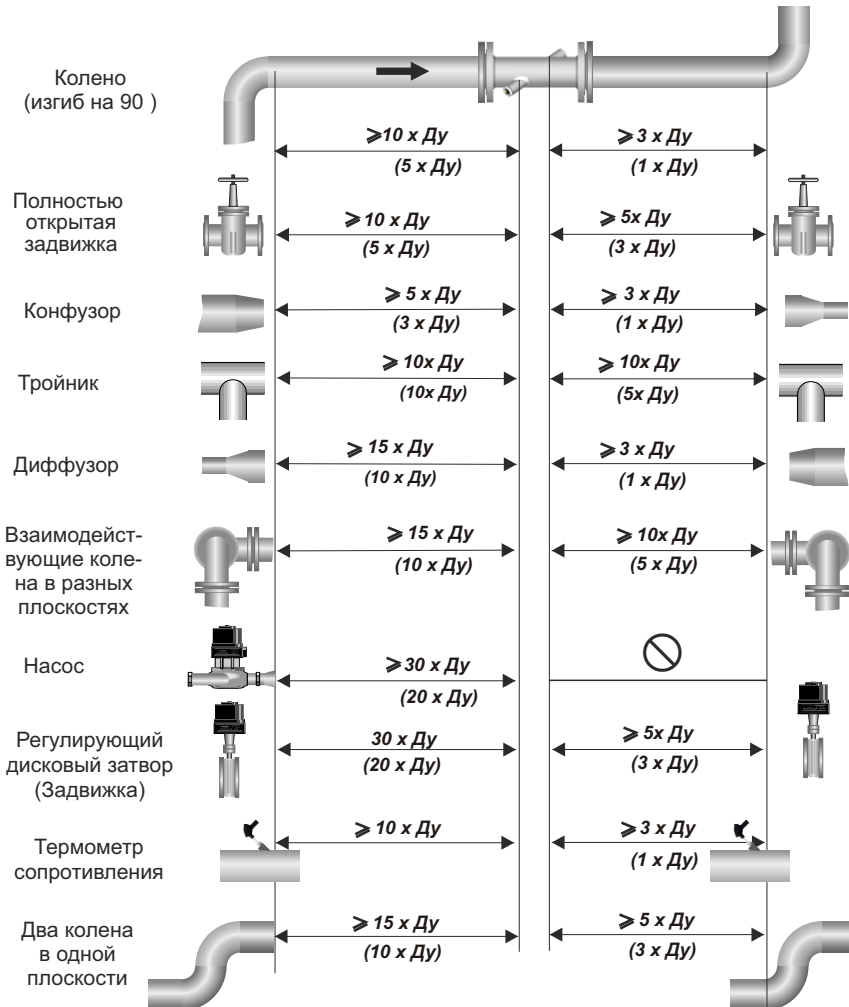 Колено
(изгиб на 90 )
⩾10 x Ду
(5 x Ду)
⩾ 3 x Ду
(1 x Ду)
Полностью
открытая
задвижка
⩾ 10 x Ду
(5 x Ду)
⩾ 5x Ду
(3 x Ду)
Конфузор
⩾ 5 x Ду
(3 x Ду)
⩾ 3 x Ду
(1 x Ду)
Тройник
⩾ 10x Ду
(10x Ду)
⩾ 10x Ду
(5x Ду)
Диффузор
⩾ 15 x Ду
(10 x Ду)
⩾ 3 x Ду
(1 x Ду)
Взаимодейст-
вующие коле-
на в разных
плоскостях
⩾ 15 x Ду
(10 x Ду)
⩾ 10x Ду
(5 x Ду)
Насос
⩾ 30 x Ду
(20 x Ду)
Регулирующий
дисковый затвор
(Задвижка)
30 x Ду
(20 x Ду)
⩾ 5x Ду
(3 x Ду)
Термометр
сопротивления
⩾ 10 x Ду
⩾ 3 x Ду
(1 x Ду)
Два колена
в одной
плоскости
⩾ 15 x Ду
(10 x Ду)
⩾ 5 x Ду
(3 x Ду)